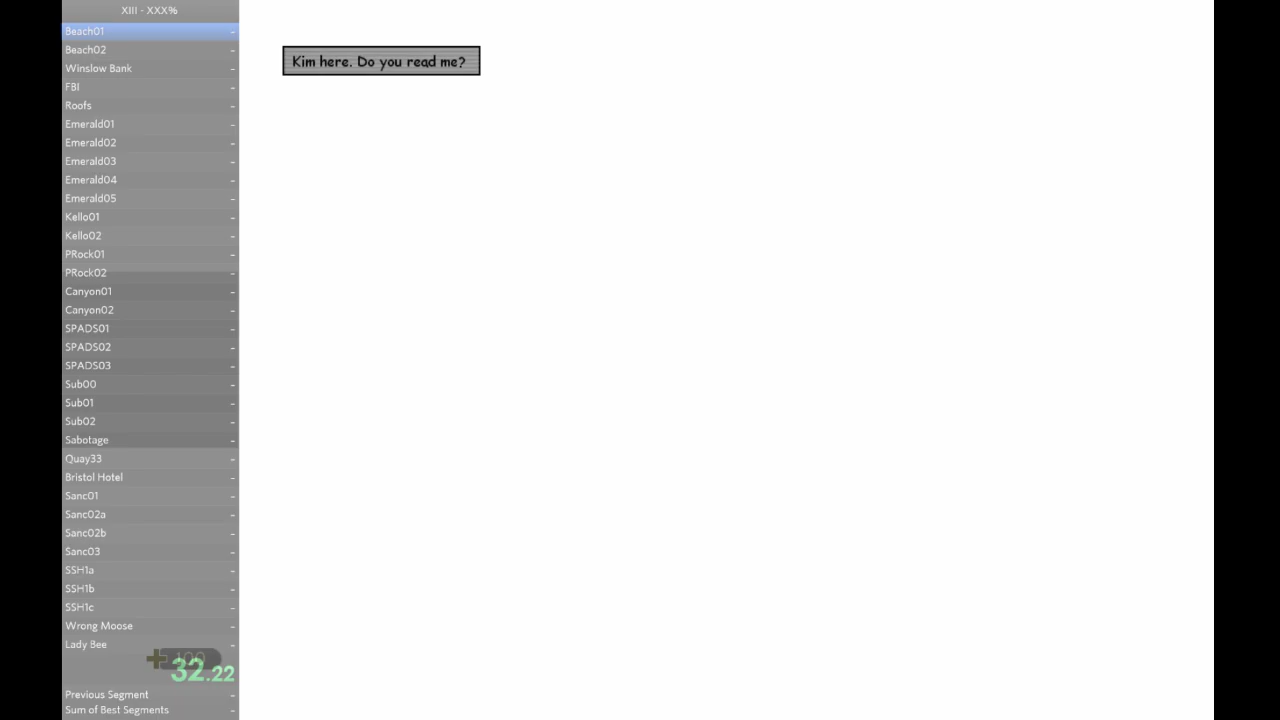 XIII - XXX%
Beach01 -
Beach02 -
Winslow Bank -
FBI -
Roofs -
Emerald01 -
Emerald02 -
Emerald03 -
Emerald04 -
Emerald05 -
Kello01 -
Kello02 -
PRock01 -
PRock02 -
Canyon01 -
Canyon02 -
SPADS01 -
SPADS02 -
SPADS03 -
Sub00 -
Sub01 -
Sub02 -
Sabotage -
Quay33 -
Bristol Hotel -
Sanc01 -
Sanc02a -
Sanc02b -
Sanc03 -
SSH1a -
SSH1b -
SSH1c -
Wrong Moose -
Lady Bee -
100
32.22
Previous Segment -
Sum of Best Segments -
Kim here. Do you read me?